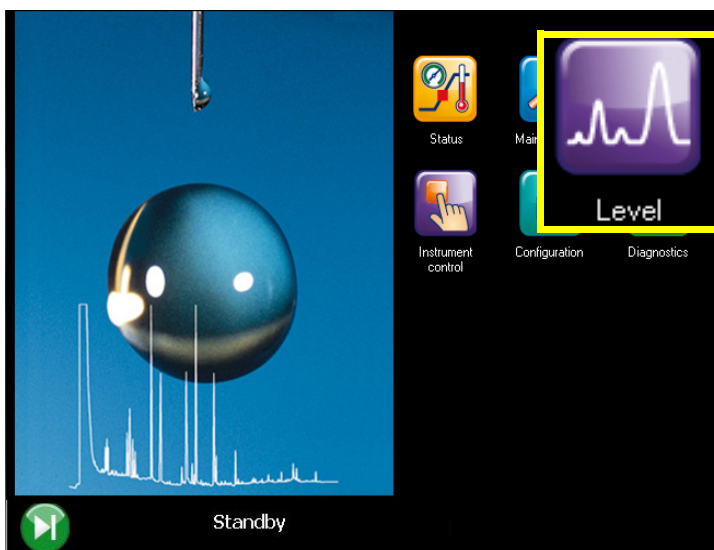 Status
Level
Instrument
control
Configuration
Diagnostics
Standby